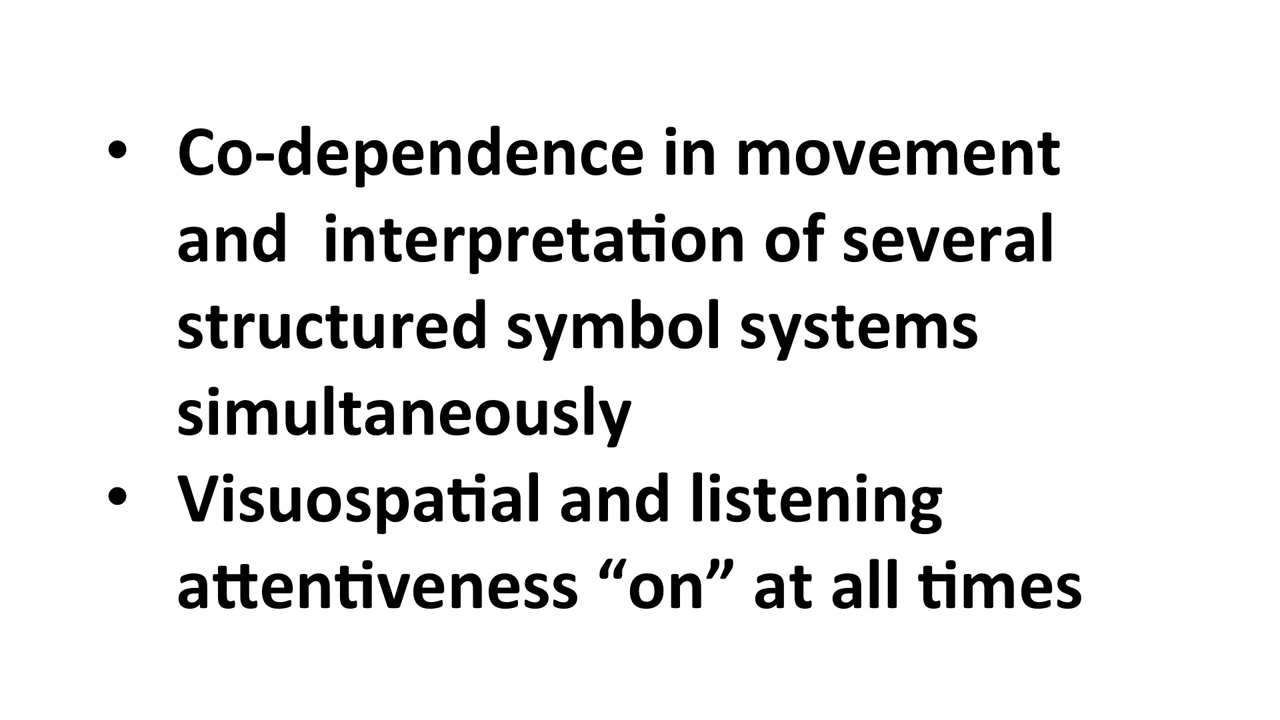 • Co-dependence in movement
and  interpretation of several
structured symbol systems
simultaneously
• Visuospatial and listening
attentiveness “on” at all times